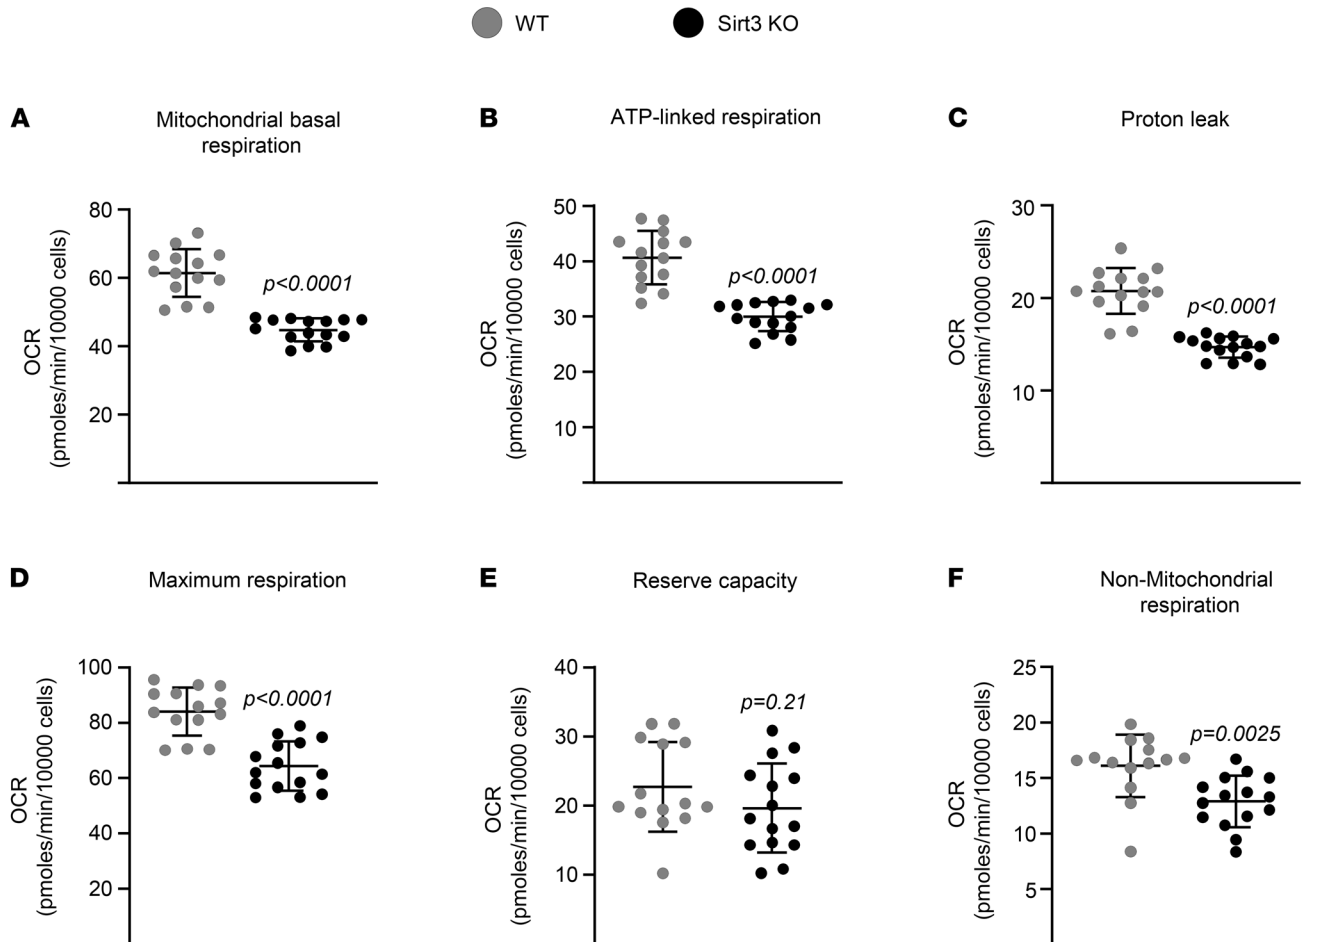 WT Sirt3 KO
A Mitochondrial basal
respiration
80
60
40
20
OCR
(pmoles/min/10000 cells)
p<0.0001
B ATP-linked respiration
50
40
30
20
10
OCR
(pmoles/min/10000 cells)
p<0.0001
C Proton leak
30
20
10
OCR
(pmoles/min/10000 cells)
p<0.0001
D Maximum respiration
100
80
60
40
20
OCR
(pmoles/min/10000 cells)
p<0.0001
E Reserve capacity
40
30
20
10
OCR
(pmoles/min/10000 cells)
p=0.21
F Non-Mitochondrial
respiration
25
20
15
10
5
OCR
(pmoles/min/10000 cells)
p=0.0025